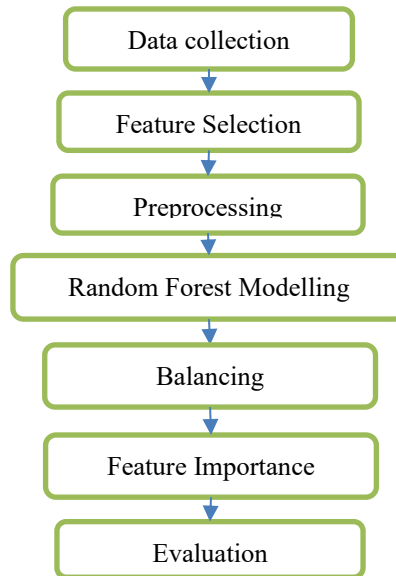 Data collection
Feature Selection
Preprocessing
Random Forest Modelling
Balancing
Feature Importance
Evaluation